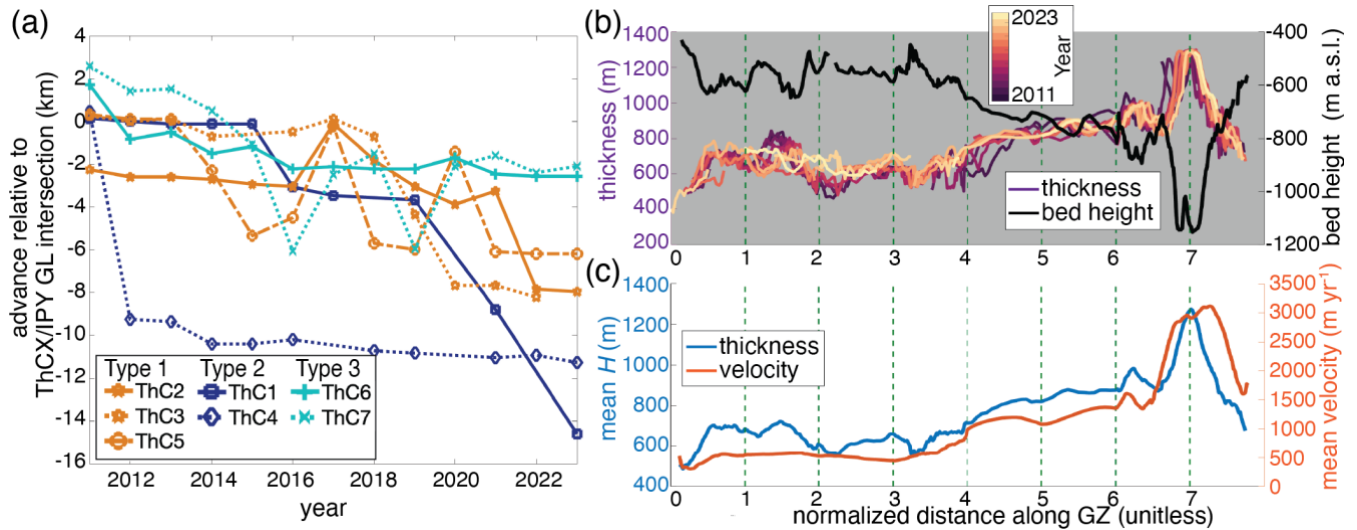 (a)
advance relative to
ThCX/IPY GL intersection (km)
4
2
0
-2
-4
-6
-8
-10
-12
-14
-16
Type 1
ThC2
ThC3
ThC5
Type 2
ThC1
ThC4
Type 3
ThC6
ThC7
2012
2014
2016
2018
2020
2022
year
(b)
thickness (m)
1400
1200
1000
800
600
400
200
2023
Year
2011
thickness
bed height
-400
-600
-800
-1000
-1200
bed height
(m a.s.l.)
0 1 2 3 4 5 6 7
(c)
mean H (m)
1400
1200
1000
800
600
400
thickness
velocity
3500
3000
2500
2000
1500
1000
500
0
mean velocity (m yr⁻¹)
0 1 2 3 4 5 6 7
normalized distance along GZ (unitless)